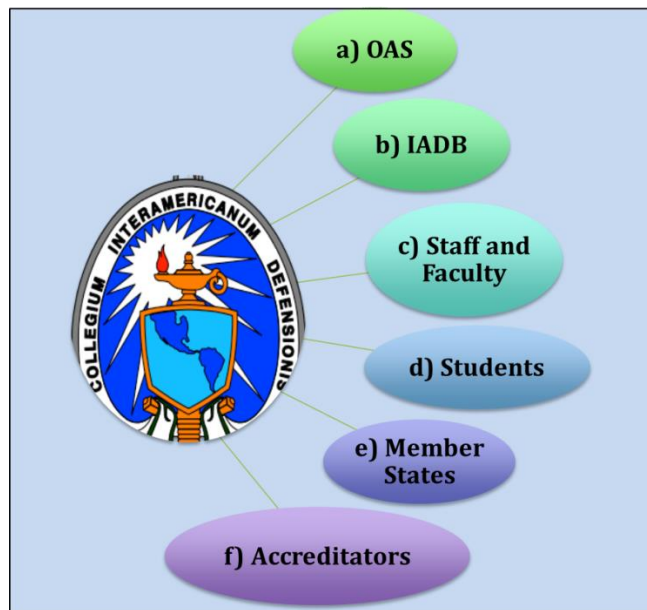 a) OAS
b) IADB
COLLEGIUM INTERAMERICANUM DEFENSIONIS
c) Staff and
Faculty
d) Students
e) Member
States
f) Accreditators